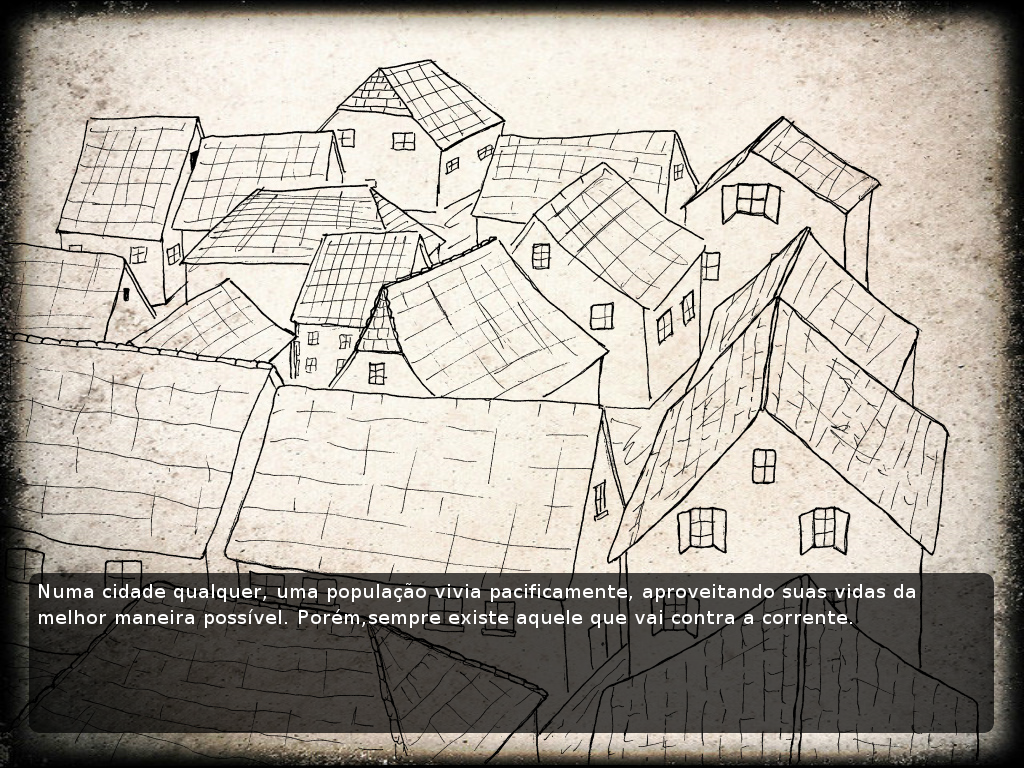 Numa cidade qualquer, uma população vivia pacificamente, aproveitando suas vidas da
melhor maneira possível. Porém,sempre existe aquele que vai contra a corrente.